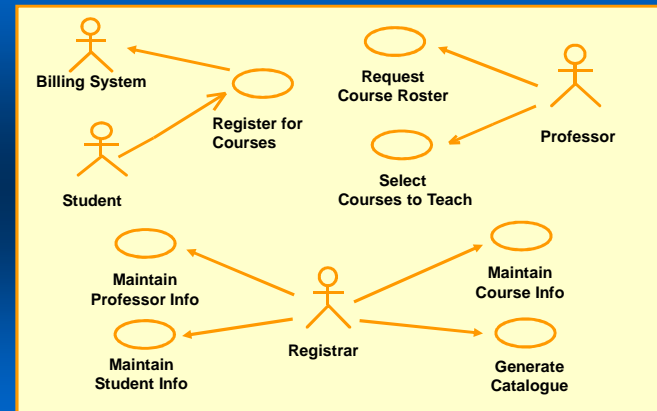 Billing System
Register for
Courses
Student
Request
Course Roster
Professor
Select
Courses to Teach
Maintain
Professor Info
Maintain
Student Info
Registrar
Maintain
Course Info
Generate
Catalogue